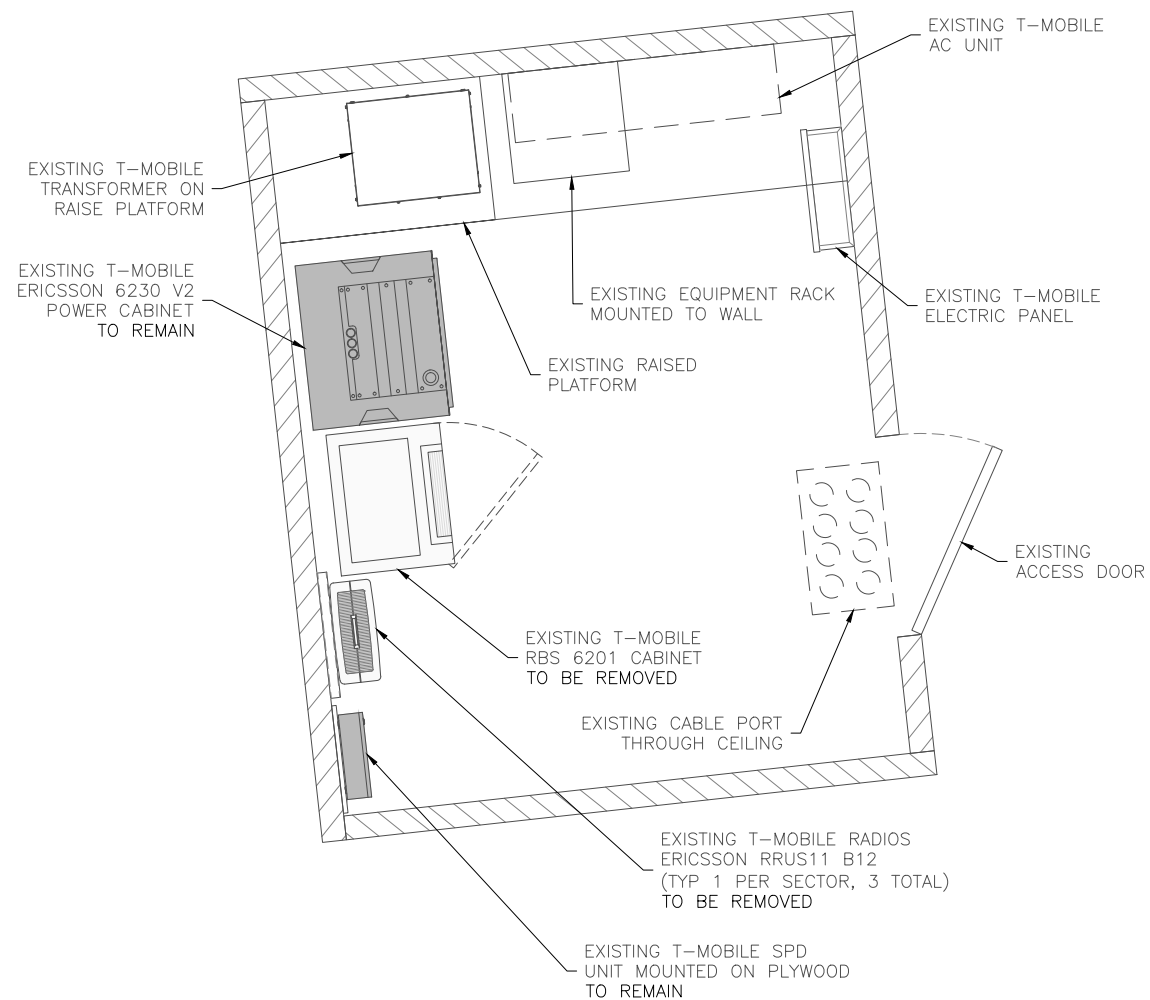 EXISTING T-MOBILE
AC UNIT
EXISTING T-MOBILE
TRANSFORMER ON
RAISE PLATFORM
EXISTING T-MOBILE
ERICSSON 6230 V2
POWER CABINET
TO REMAIN
EXISTING EQUIPMENT RACK
MOUNTED TO WALL
EXISTING T-MOBILE
ELECTRIC PANEL
EXISTING RAISED
PLATFORM
EXISTING
ACCESS DOOR
EXISTING T-MOBILE
RBS 6201 CABINET
TO BE REMOVED
EXISTING CABLE PORT
THROUGH CEILING
EXISTING T-MOBILE RADIOS
ERICSSON RRUS11 B12
(TYP 1 PER SECTOR, 3 TOTAL)
TO BE REMOVED
EXISTING T-MOBILE SPD
UNIT MOUNTED ON PLYWOOD
TO REMAIN